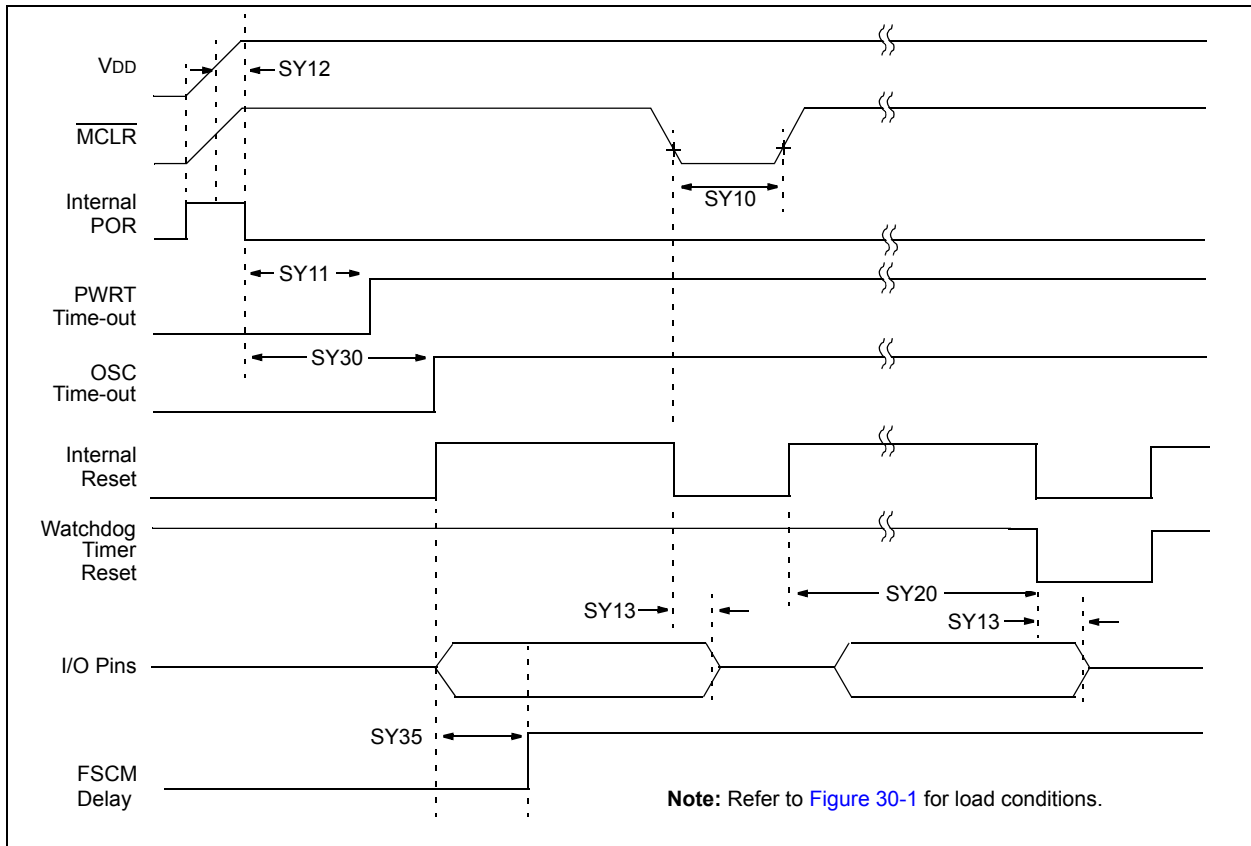 VDD
SY12
MCLR
SY10
Internal
POR
SY11
PWRT
Time-out
SY30
OSC
Time-out
Internal
Reset
Watchdog
Timer
Reset
SY20
SY13
SY13
I/O Pins
SY35
FSCM
Delay
Note: Refer to Figure 30-1 for load conditions.